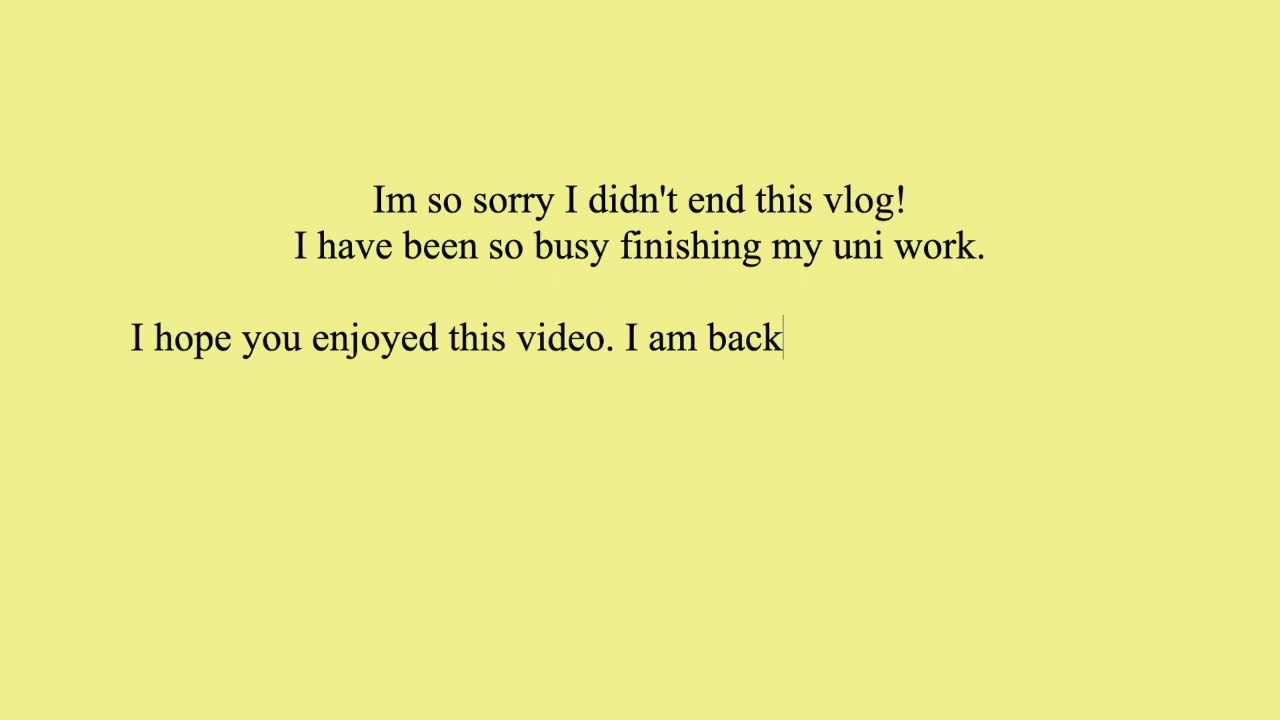 Im so sorry I didn't end this vlog!
I have been so busy finishing my uni work.
I hope you enjoyed this video. I am back